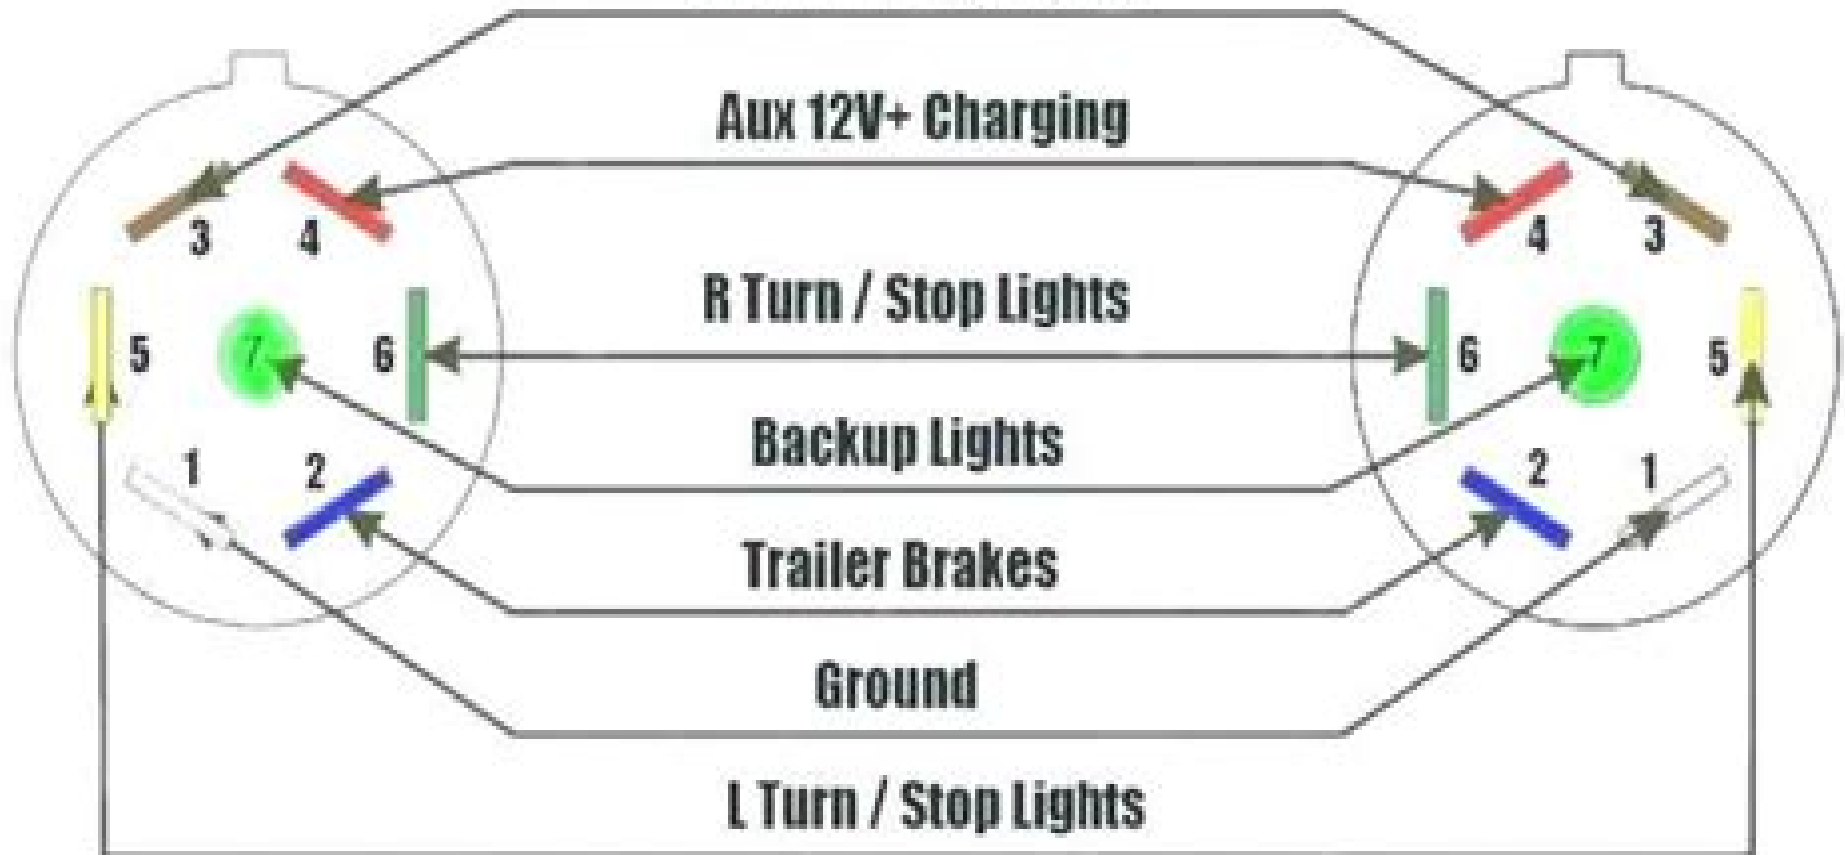 Aux 12V+ Charging
3 4 4 3
R Turn / Stop Lights
5 7 6 6 7 5
Backup Lights
1 2 2 1
Trailer Brakes
Ground
L Turn / Stop Lights